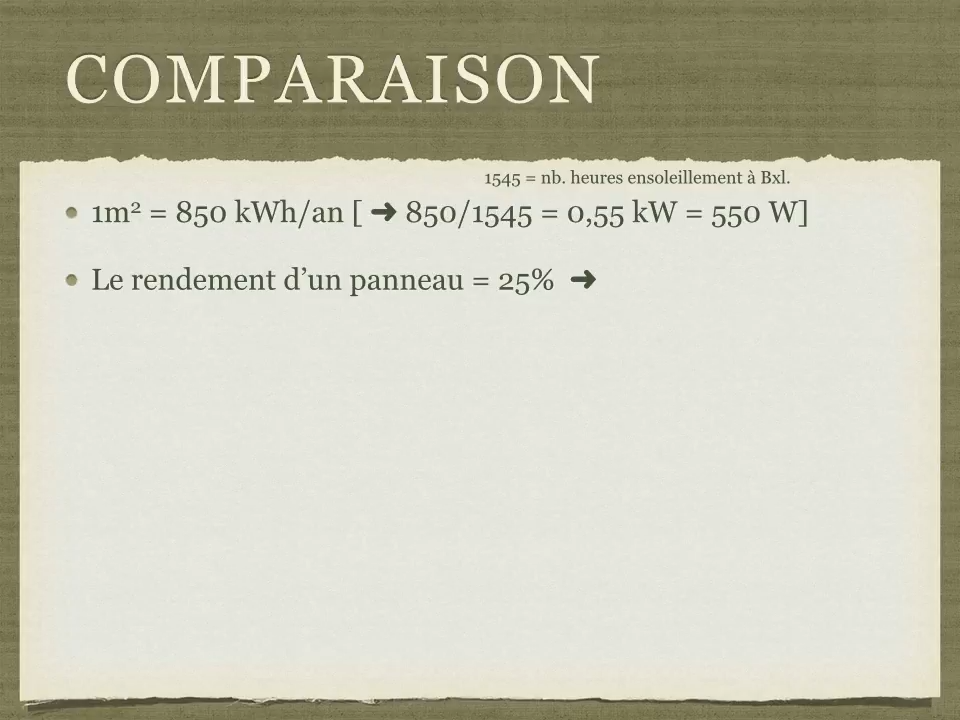 COMPARAISON
1545 = nb. heures ensoleillement à Bxl.
• 1m² = 850 kWh/an [ ➜ 850/1545 = 0,55 kW = 550 W]
• Le rendement d’un panneau = 25% ➜